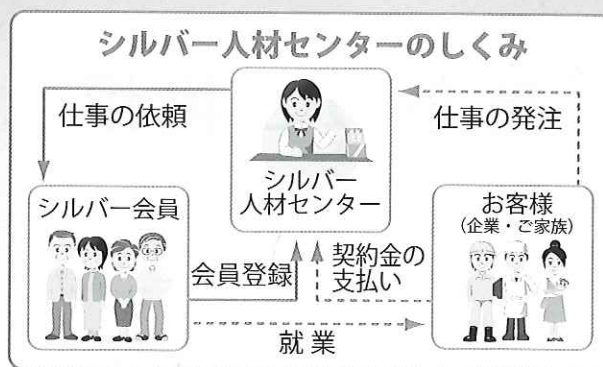 シルバー人材センターのしくみ
仕事の依頼
仕事の発注
シルバー
人材センター
シルバー会員
お客様
(企業・ご家族)
会員登録
契約金の
支払い
就業